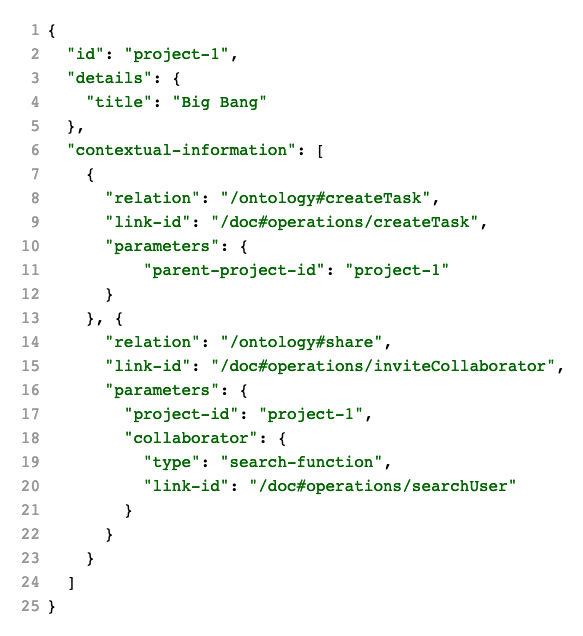 1 {
2   "id": "project-1",
3   "details": {
4     "title": "Big Bang"
5   },
6   "contextual-information": [
7     {
8       "relation": "/ontology#createTask",
9       "link-id": "/doc#operations/createTask",
10       "parameters": {
11           "parent-project-id": "project-1"
12       }
13     }, {
14       "relation": "/ontology#share",
15       "link-id": "/doc#operations/inviteCollaborator",
16       "parameters": {
17         "project-id": "project-1",
18         "collaborator": {
19           "type": "search-function",
20           "link-id": "/doc#operations/searchUser"
21         }
22       }
23     }
24   ]
25 }